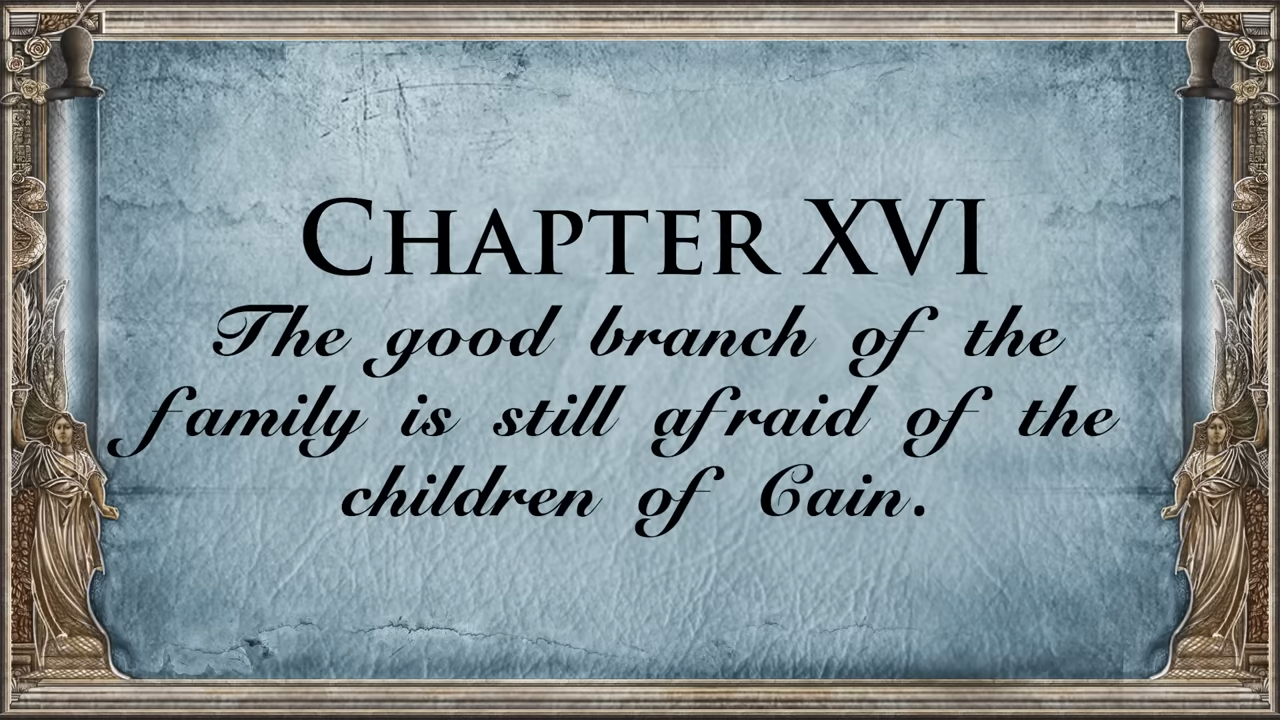 Chapter XVI
The good branch of the
family is still afraid of the
children of Cain.